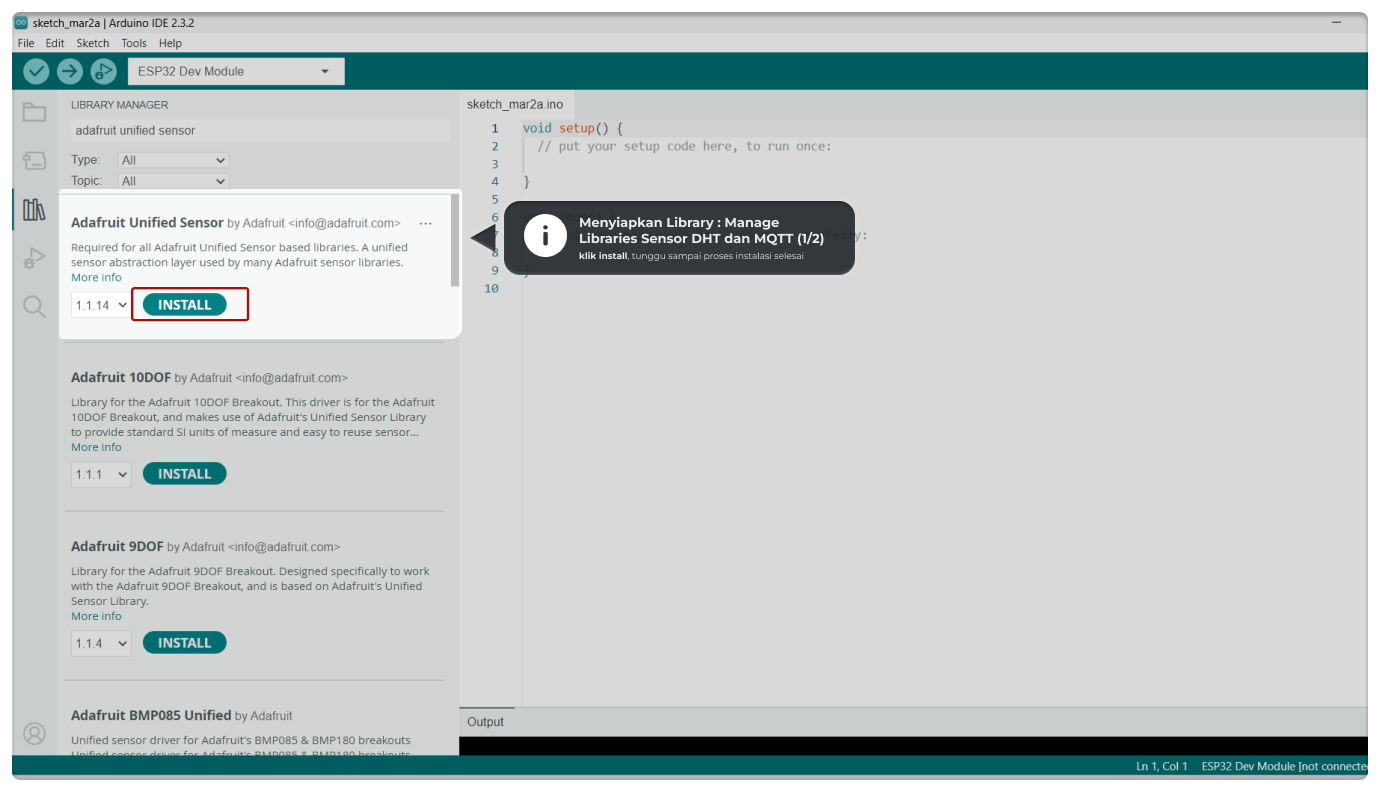 sketch_mar2a | Arduino IDE 2.3.2
File Edit Sketch Tools Help
ESP32 Dev Module
LIBRARY MANAGER
adafruit unified sensor
Type: All
Topic: All
Adafruit Unified Sensor by Adafruit <info@adafruit.com> ...
Required for all Adafruit Unified Sensor based libraries. A unified
sensor abstraction layer used by many Adafruit sensor libraries.
More info
1.1.14 INSTALL
Adafruit 10DOF by Adafruit <info@adafruit.com>
Library for the Adafruit 10DOF Breakout. This driver is for the Adafruit
10DOF Breakout, and makes use of Adafruit's Unified Sensor Library
to provide standard SI units of measure and easy to reuse sensor...
More info
1.1.1 INSTALL
Adafruit 9DOF by Adafruit <info@adafruit.com>
Library for the Adafruit 9DOF Breakout. Designed specifically to work
with the Adafruit 9DOF Breakout, and is based on Adafruit's Unified
Sensor Library.
More info
1.1.4 INSTALL
Adafruit BMP085 Unified by Adafruit
Unified sensor driver for Adafruit's BMP085 & BMP180 breakouts
Unified sensor driver for Adafruit's BMP085 & BMP180 breakouts
sketch_mar2a.ino
1 void setup() {
2 // put your setup code here, to run once:
3
4 }
5
6
7
8
9 }
10
Menyiapkan Library : Manage
Libraries Sensor DHT dan MQTT (1/2)
klik install, tunggu sampai proses instalasi selesai
Output
Ln 1, Col 1 ESP32 Dev Module [not connected